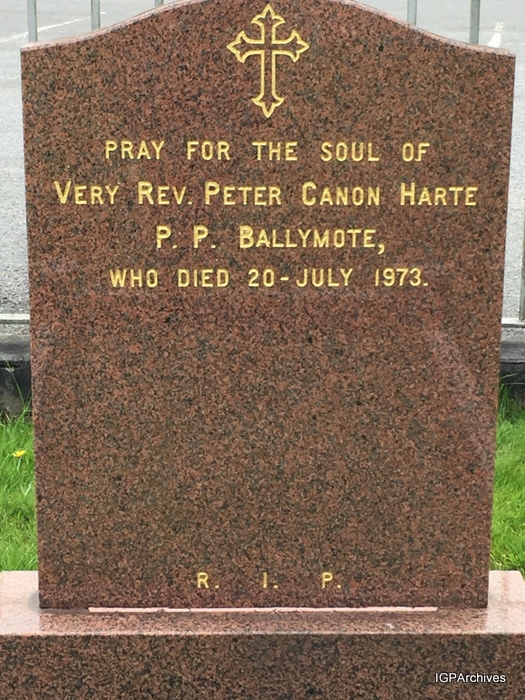 PRAY FOR THE SOUL OF
VERY REV. PETER CANON HARTE
P. P. BALLYMOTE,
WHO DIED 20-JULY 1973.
R. I. P.
IGPArchives